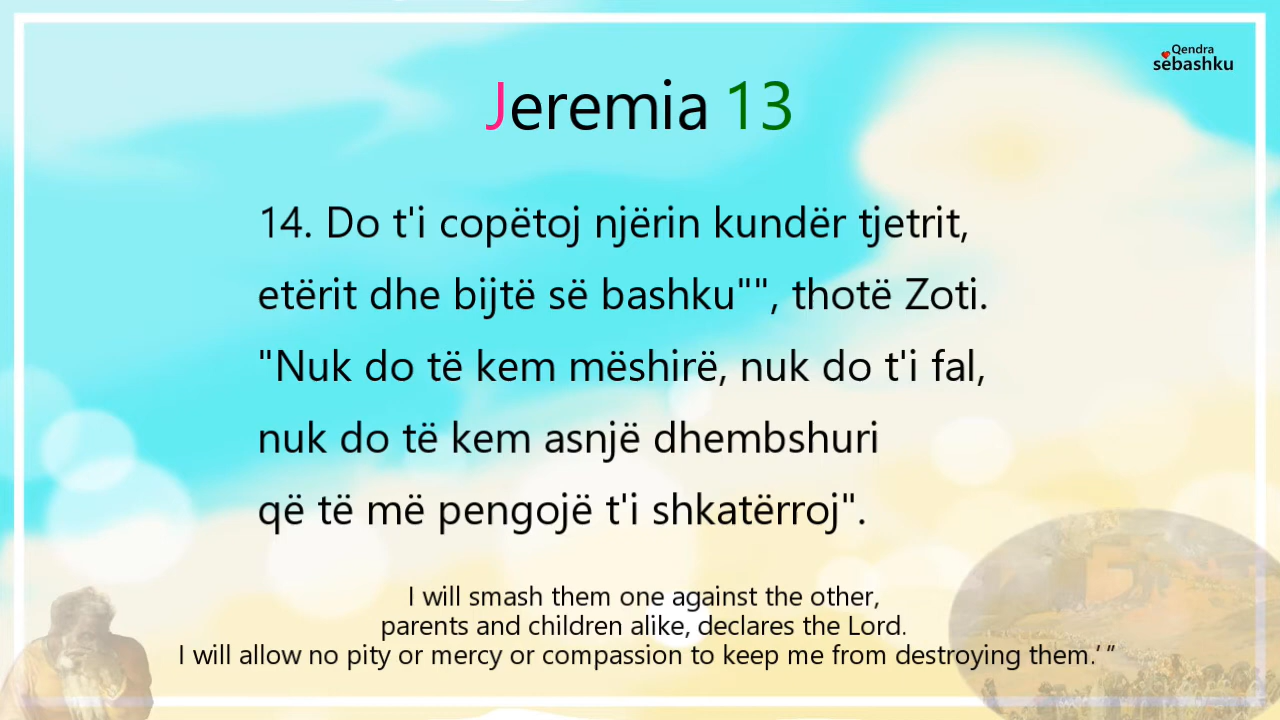 Qendra
sëbashku
Jeremia 13
14. Do t'i copëtoj njërin kundër tjetrit,
etërit dhe bijtë së bashku"", thotë Zoti.
"Nuk do të kem mëshirë, nuk do t'i fal,
nuk do të kem asnjë dhembshuri
që të më pengojë t'i shkatërroj".
I will smash them one against the other,
parents and children alike, declares the Lord.
I will allow no pity or mercy or compassion to keep me from destroying them.’ ”